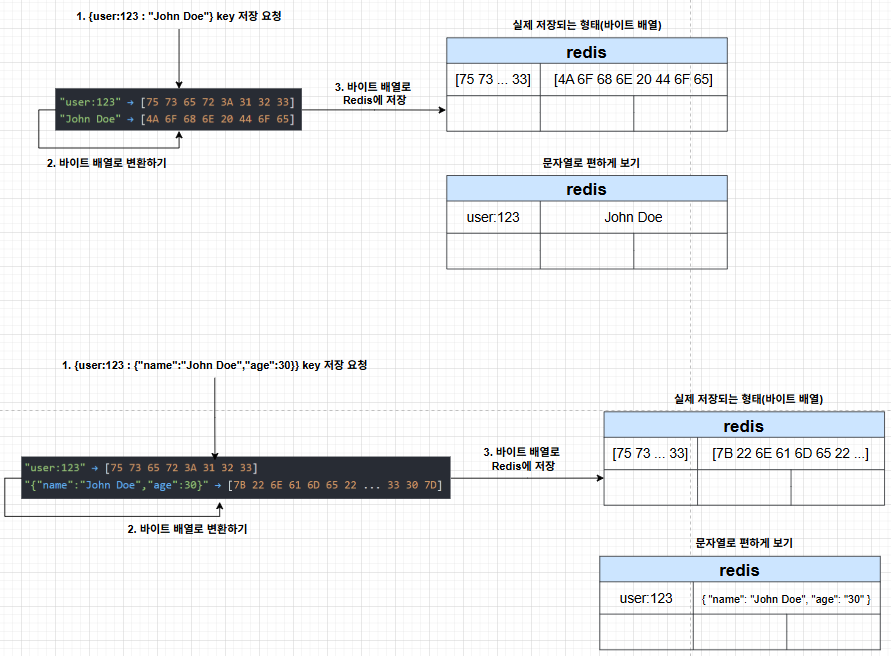 1. {user:123 : "John Doe"} key 저장 요청
"user:123" → [75 73 65 72 3A 31 32 33]
"John Doe" → [4A 6F 68 6E 20 44 6F 65]
2. 바이트 배열로 변환하기
3. 바이트 배열로
Redis에 저장
실제 저장되는 형태(바이트 배열)
redis
[75 73 ... 33] [4A 6F 68 6E 20 44 6F 65]
문자열로 편하게 보기
redis
user:123 John Doe
1. {user:123 : {"name":"John Doe","age":30}} key 저장 요청
"user:123" → [75 73 65 72 3A 31 32 33]
"{"name":"John Doe","age":30}" → [7B 22 6E 61 6D 65 22 ... 33 30 7D]
2. 바이트 배열로 변환하기
3. 바이트 배열로
Redis에 저장
실제 저장되는 형태(바이트 배열)
redis
[75 73 ... 33] [7B 22 6E 61 6D 65 22 ...]
문자열로 편하게 보기
redis
user:123 { "name": "John Doe", "age": "30" }